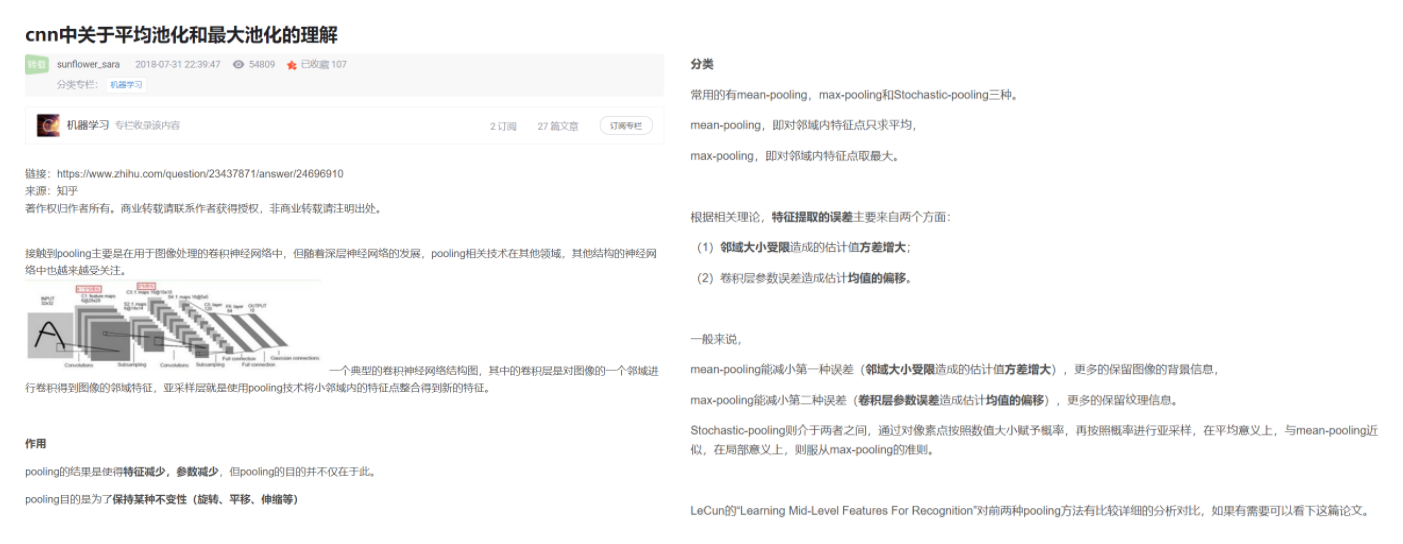 cnn中关于平均池化和最大池化的理解
转载 sunflower_sara 2018-07-31 22:39:47 54809 已收藏 107
分类专栏： 机器学习
机器学习 专栏收录该内容 2 订阅 27 篇文章 订阅专栏
链接：https://www.zhihu.com/question/23437871/answer/24696910
来源：知乎
著作权归作者所有。商业转载请联系作者获得授权，非商业转载请注明出处。
接触到pooling主要是在用于图像处理的卷积神经网络中，但随着深层神经网络的发展，pooling相关技术在其他领域，其他结构的神经网
络中也越来越受关注。
INPUT
32x32
C1: feature maps
6@28x28
S2: f. maps
6@14x14
C3: f. maps 16@10x10
S4: f. maps 16@5x5
C5: layer
120
F6: layer
84
OUTPUT
10
A
Convolutions Subsampling Convolutions Subsampling Full connection Full connection Gaussian connections
一个典型的卷积神经网络结构图，其中的卷积层是对图像的一个邻域进
行卷积得到图像的邻域特征，亚采样层就是使用pooling技术将小邻域内的特征点整合得到新的特征。
作用
pooling的结果是使得特征减少，参数减少，但pooling的目的并不仅在于此。
pooling目的是为了保持某种不变性（旋转、平移、伸缩等）
分类
常用的有mean-pooling，max-pooling和Stochastic-pooling三种。
mean-pooling，即对邻域内特征点只求平均，
max-pooling，即对邻域内特征点取最大。
根据相关理论，特征提取的误差主要来自两个方面：
（1）邻域大小受限造成的估计值方差增大；
（2）卷积层参数误差造成估计均值的偏移。
一般来说，
mean-pooling能减小第一种误差（邻域大小受限造成的估计值方差增大），更多的保留图像的背景信息，
max-pooling能减小第二种误差（卷积层参数误差造成估计均值的偏移），更多的保留纹理信息。
Stochastic-pooling则介于两者之间，通过对像素点按照数值大小赋予概率，再按照概率进行亚采样，在平均意义上，与mean-pooling近
似，在局部意义上，则服从max-pooling的准则。
LeCun的“Learning Mid-Level Features For Recognition”对前两种pooling方法有比较详细的分析对比，如果有需要可以看下这篇论文。